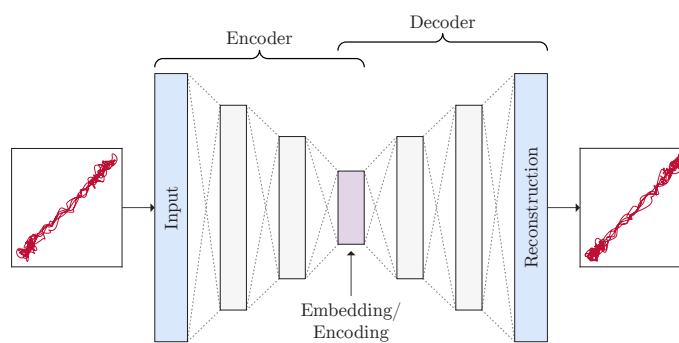 Encoder
Decoder
Input
Embedding/
Encoding
Reconstruction